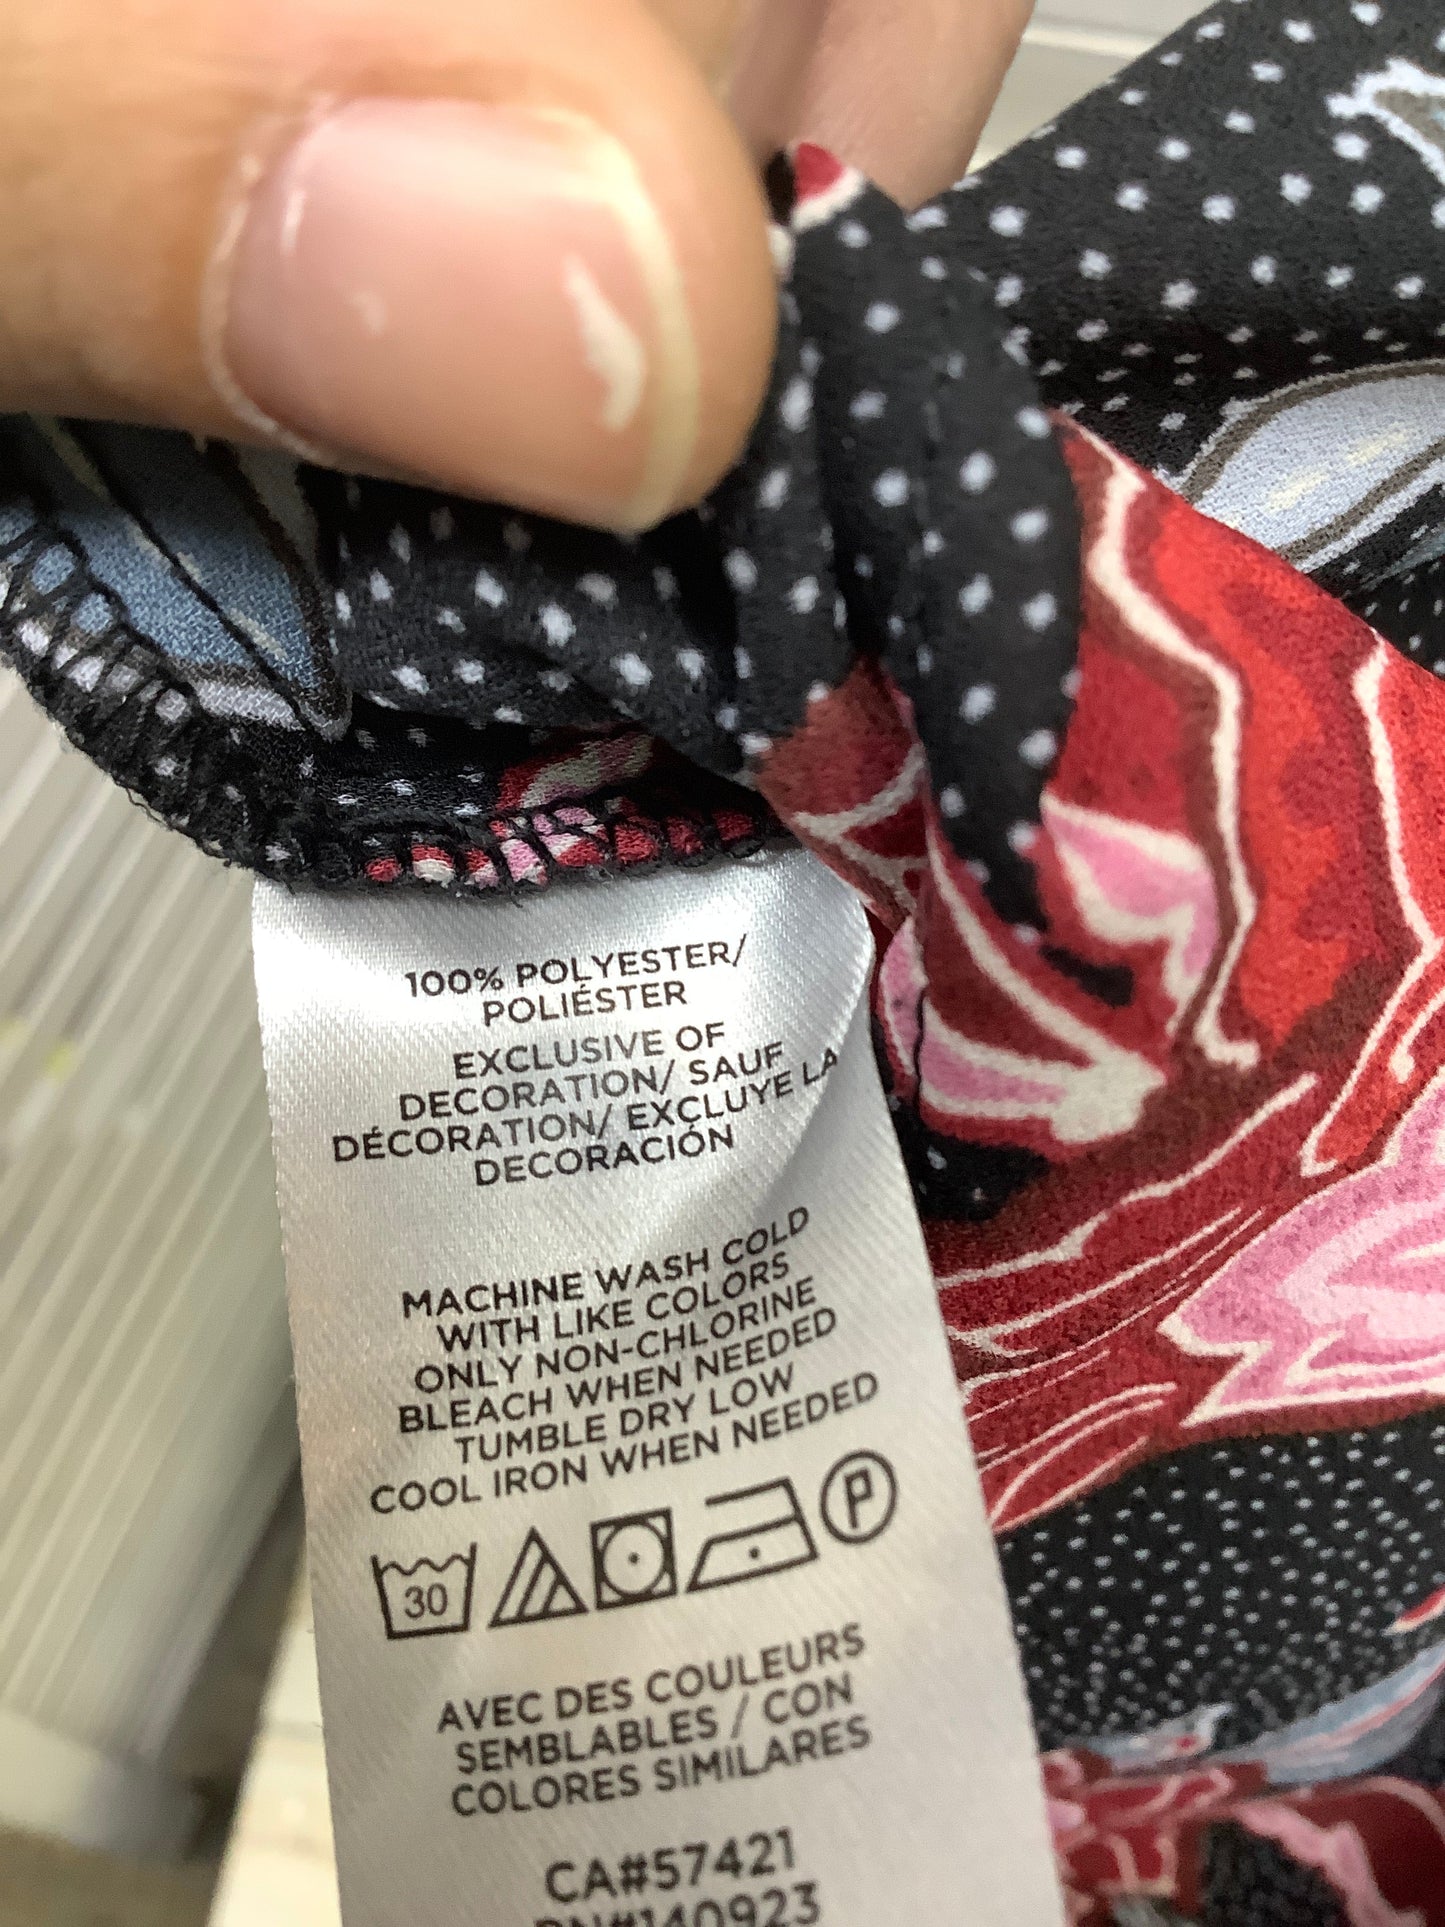 100% POLYESTER/
POLIÉSTER
EXCLUSIVE OF
DECORATION/ SAUF
DÉCORATION/ EXCLUYE LA
DECORACIÓN
MACHINE WASH COLD
WITH LIKE COLORS
ONLY NON-CHLORINE
BLEACH WHEN NEEDED
TUMBLE DRY LOW
COOL IRON WHEN NEEDED
30 P
AVEC DES COULEURS
SEMBLABLES / CON
COLORES SIMILARES
CA#57421
RN#140923